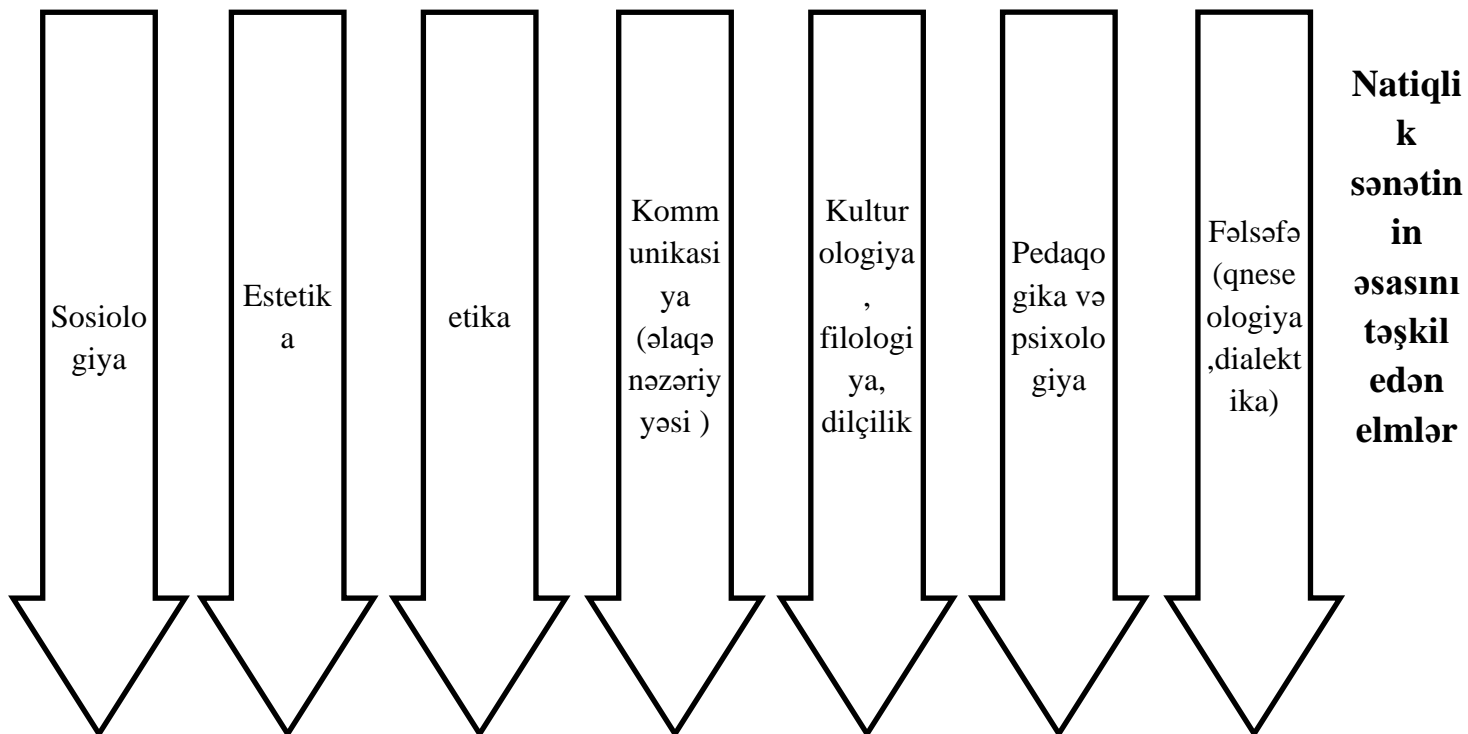 Sosiolo
giya
Estetik
a
etika
Komm
unikasi
ya
(əlaqə
nəzəriy
yəsi )
Kultur
ologiya
,
filologi
ya,
dilçilik
Pedaqo
gika və
psixolo
giya
Fəlsəfə
(qnese
ologiya
,dialekt
ika)
Natiqli
k
sənətin
in
əsasını
təşkil
edən
elmlər